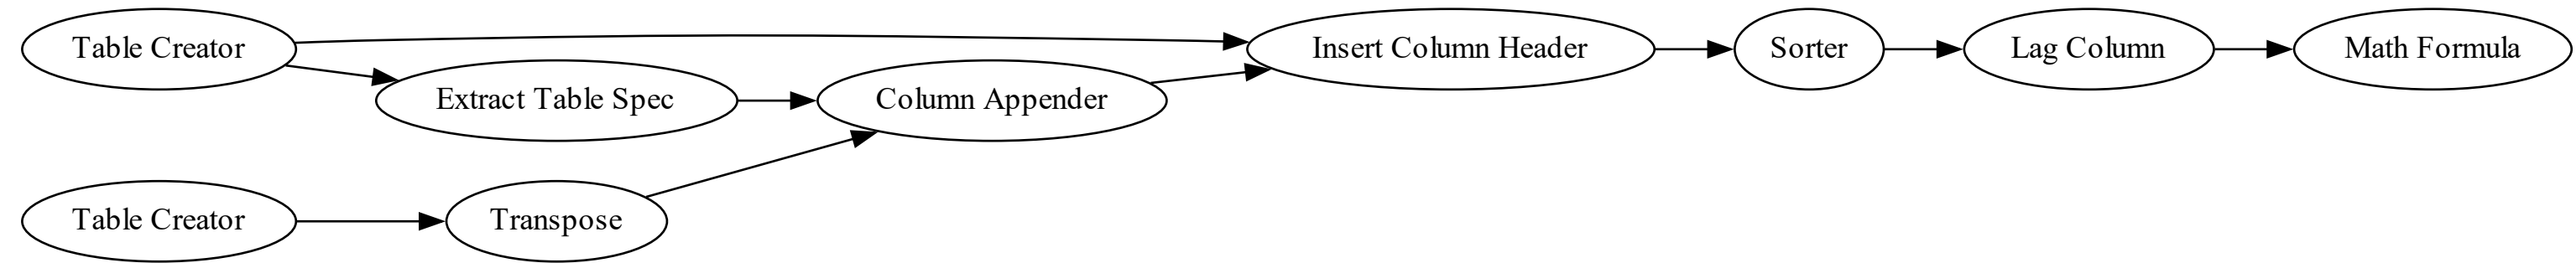 Table Creator
Insert Column Header
Sorter
Lag Column
Math Formula
Extract Table Spec
Column Appender
Table Creator
Transpose